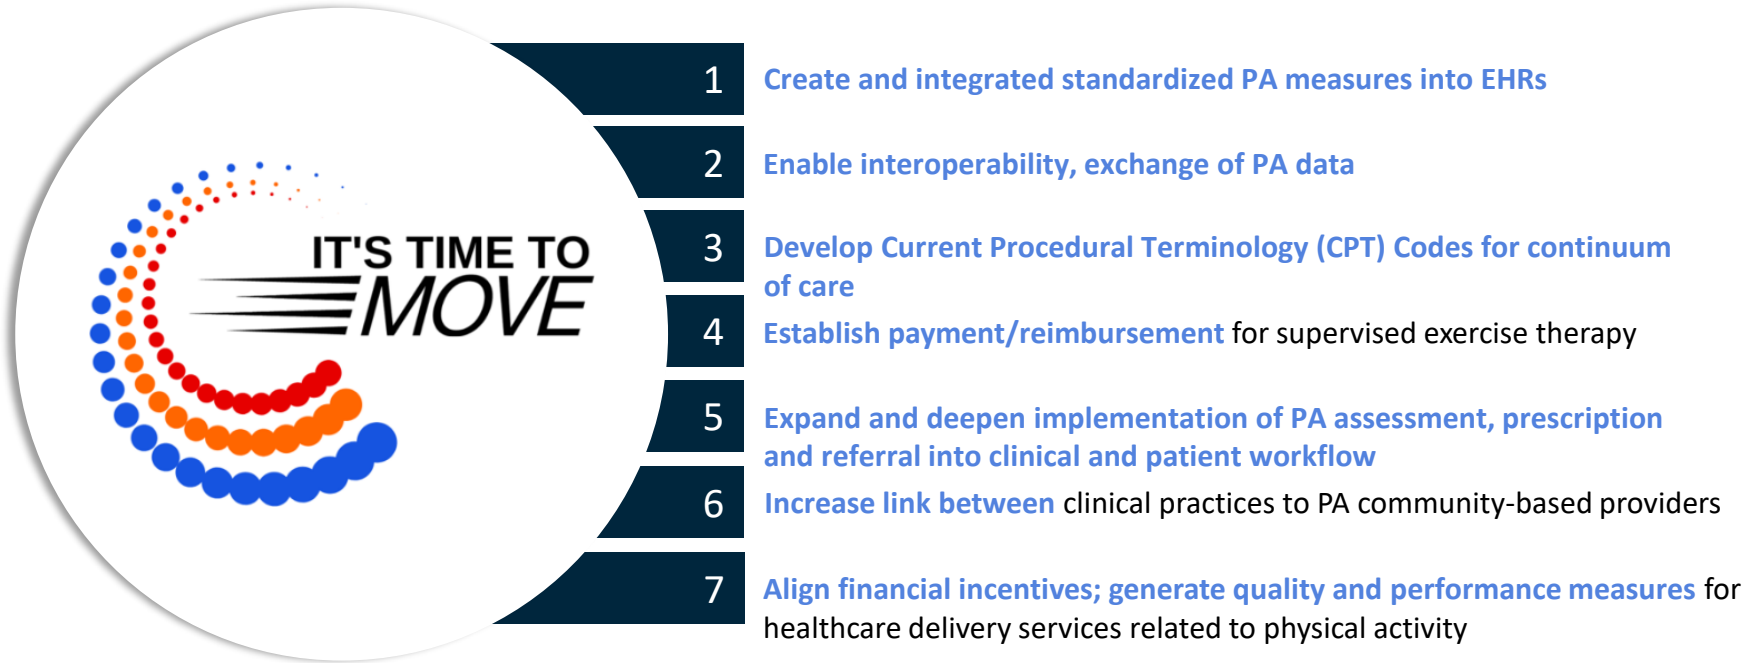 IT'S TIME TO
MOVE
1 Create and integrated standardized PA measures into EHRs
2 Enable interoperability, exchange of PA data
3 Develop Current Procedural Terminology (CPT) Codes for continuum
of care
4 Establish payment/reimbursement for supervised exercise therapy
5 Expand and deepen implementation of PA assessment, prescription
and referral into clinical and patient workflow
6 Increase link between clinical practices to PA community-based providers
7 Align financial incentives; generate quality and performance measures for
healthcare delivery services related to physical activity